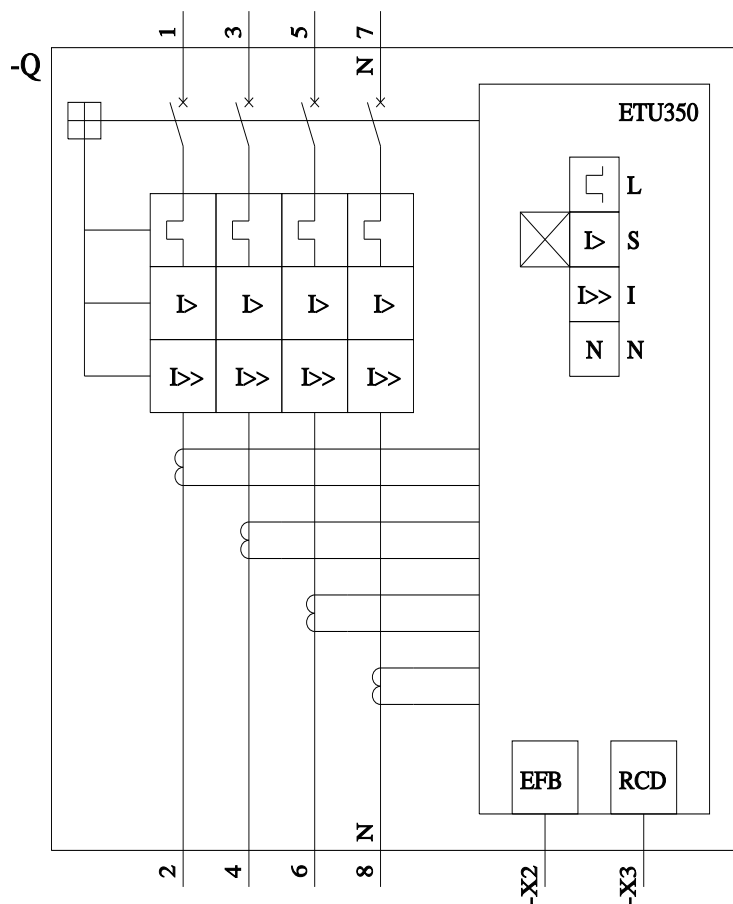 1 3 5 7
N
-Q
ETU350
L
I> S
I>> I
N N
I> I> I> I>
I>> I>> I>> I>>
EFB RCD
N
2 4 6 8
-X2 -X3